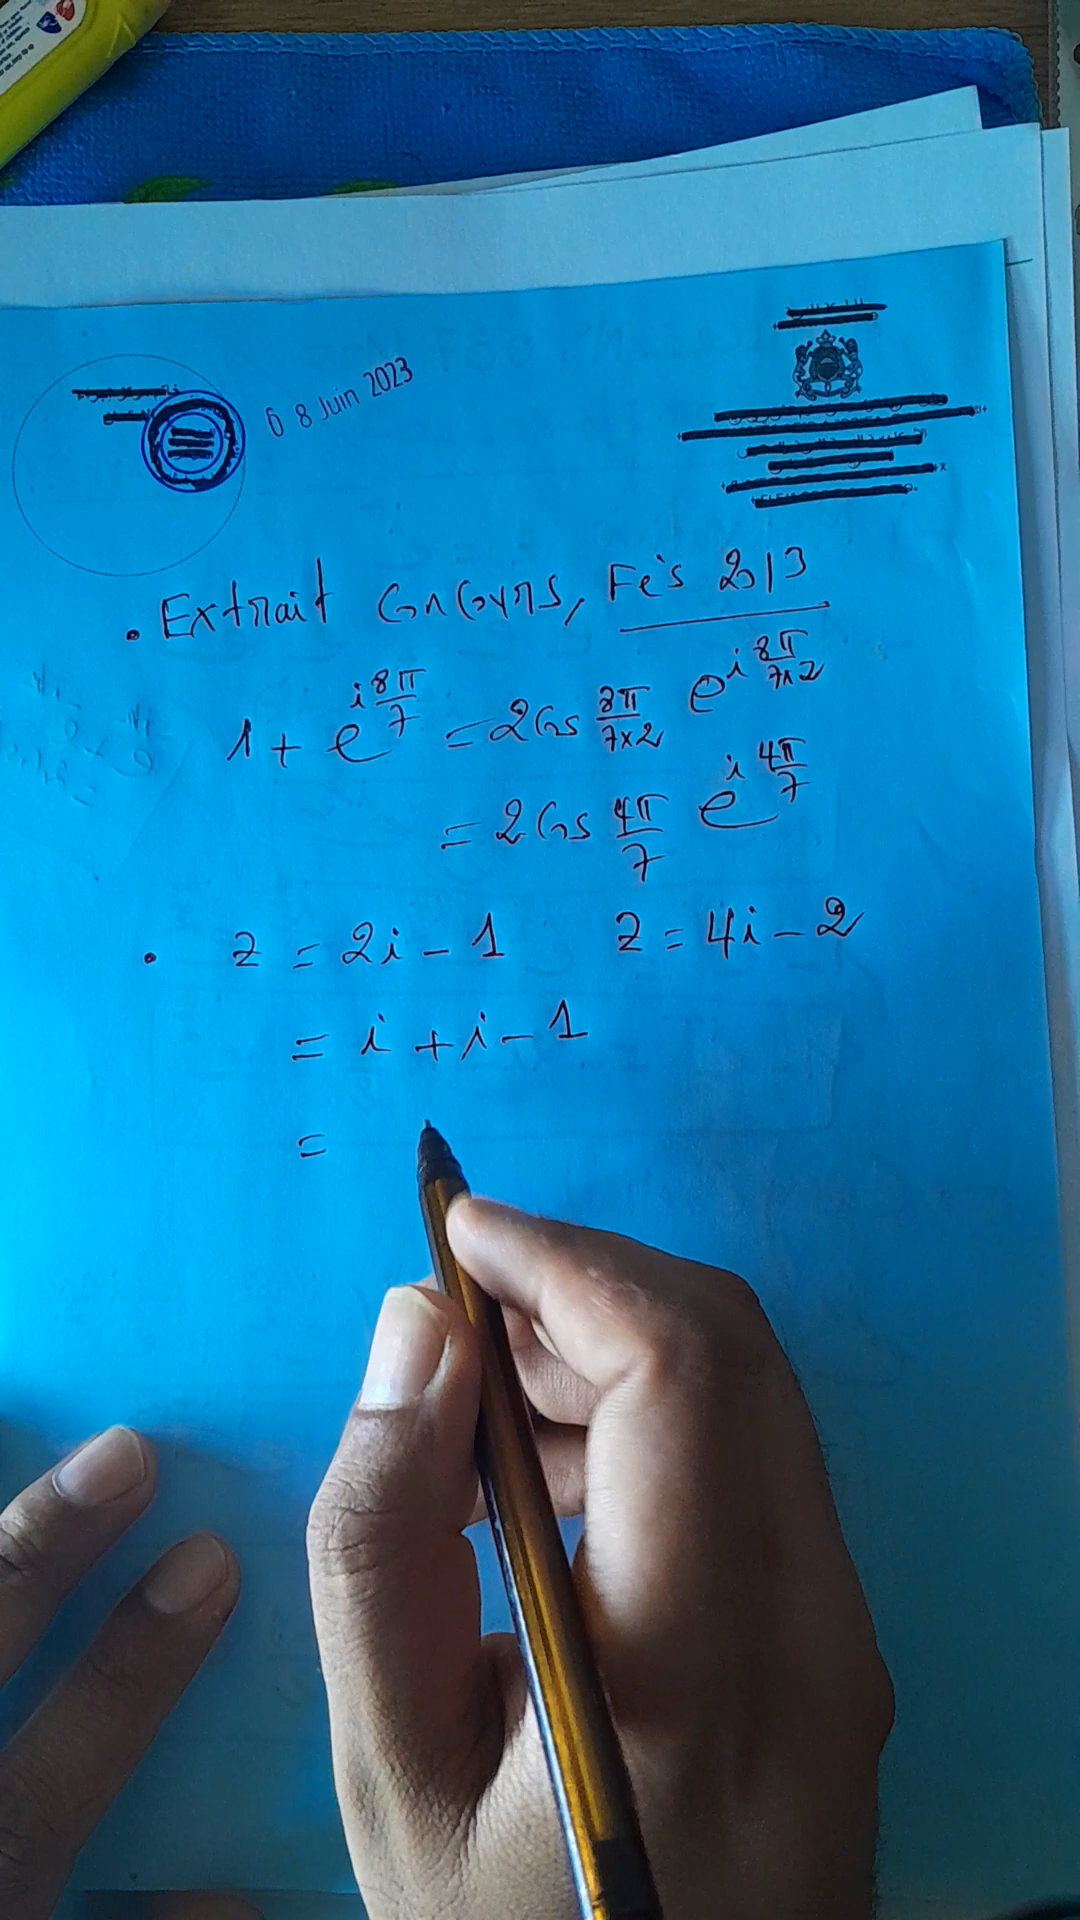 6 8 Juin 2023
• Extrait Concours, Fes 2013
1 + e^{i 8π/7} = 2cos 8π/7×2 e^{i 8π/7×2}
= 2cos 4π/7 e^{i 4π/7}
• z = 2i - 1 z = 4i - 2
= i + i - 1
=